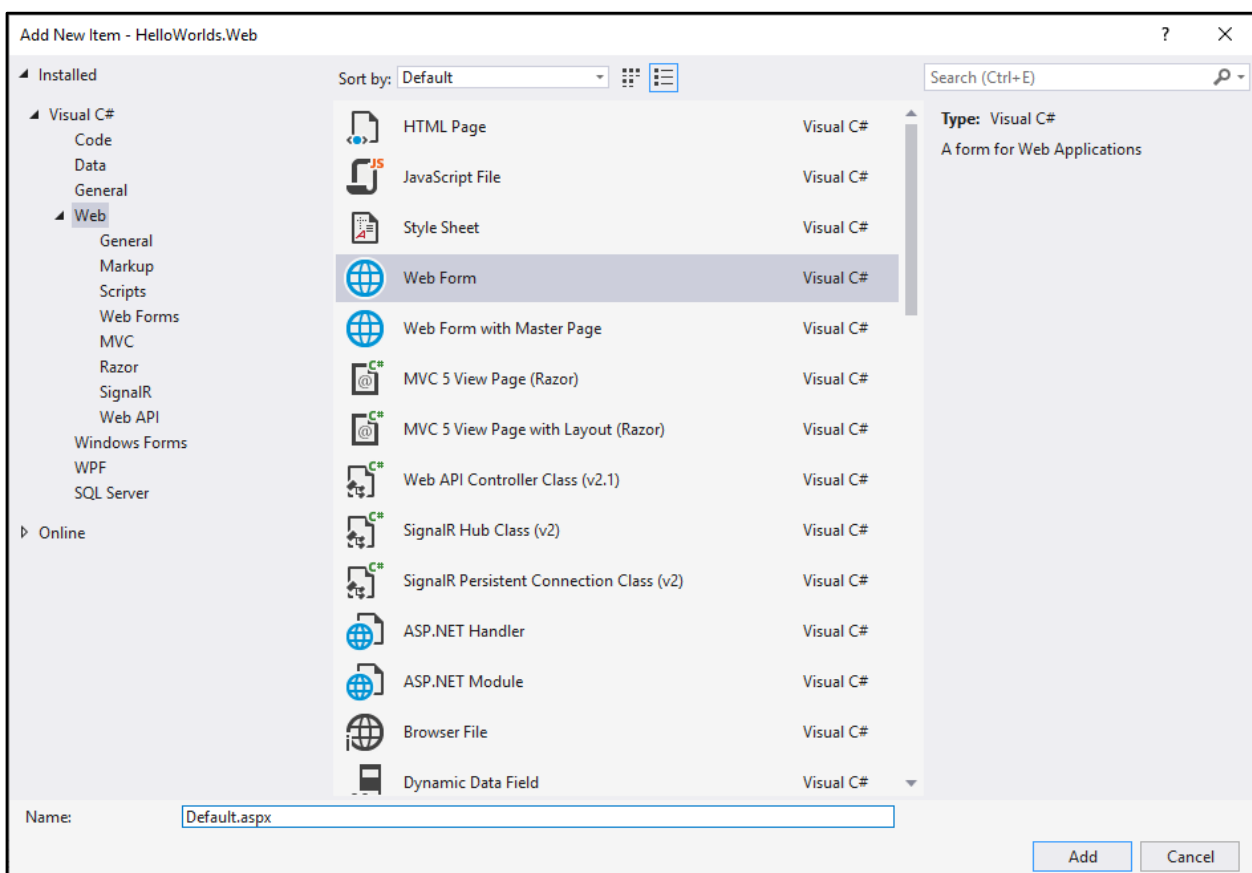 Add New Item - HelloWorlds.Web
?
Installed
Sort by: Default
Search (Ctrl+E)
Visual C#
Code
Data
General
Web
General
Markup
Scripts
Web Forms
MVC
Razor
SignalR
Web API
Windows Forms
WPF
SQL Server
Online
HTML Page Visual C#
JS
JavaScript File Visual C#
Style Sheet Visual C#
Web Form Visual C#
Web Form with Master Page Visual C#
C#
@
MVC 5 View Page (Razor) Visual C#
C#
@
MVC 5 View Page with Layout (Razor) Visual C#
C#
Web API Controller Class (v2.1) Visual C#
C#
SignalR Hub Class (v2) Visual C#
C#
SignalR Persistent Connection Class (v2) Visual C#
ASP.NET Handler Visual C#
ASP.NET Module Visual C#
Browser File Visual C#
Dynamic Data Field Visual C#
Type: Visual C#
A form for Web Applications
Name: Default.aspx
Add Cancel